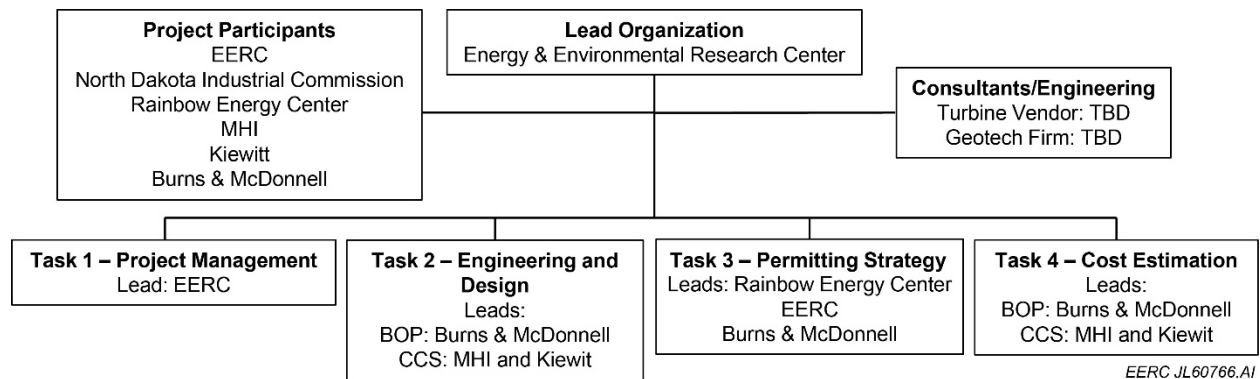 Project Participants
EERC
North Dakota Industrial Commission
Rainbow Energy Center
MHI
Kiewitt
Burns & McDonnell
Lead Organization
Energy & Environmental Research Center
Consultants/Engineering
Turbine Vendor: TBD
Geotech Firm: TBD
Task 1 – Project Management
Lead: EERC
Task 2 – Engineering and
Design
Leads:
BOP: Burns & McDonnell
CCS: MHI and Kiewit
Task 3 – Permitting Strategy
Leads: Rainbow Energy Center
EERC
Burns & McDonnell
Task 4 – Cost Estimation
Leads:
BOP: Burns & McDonnell
CCS: MHI and Kiewit
EERC JL60766.AI